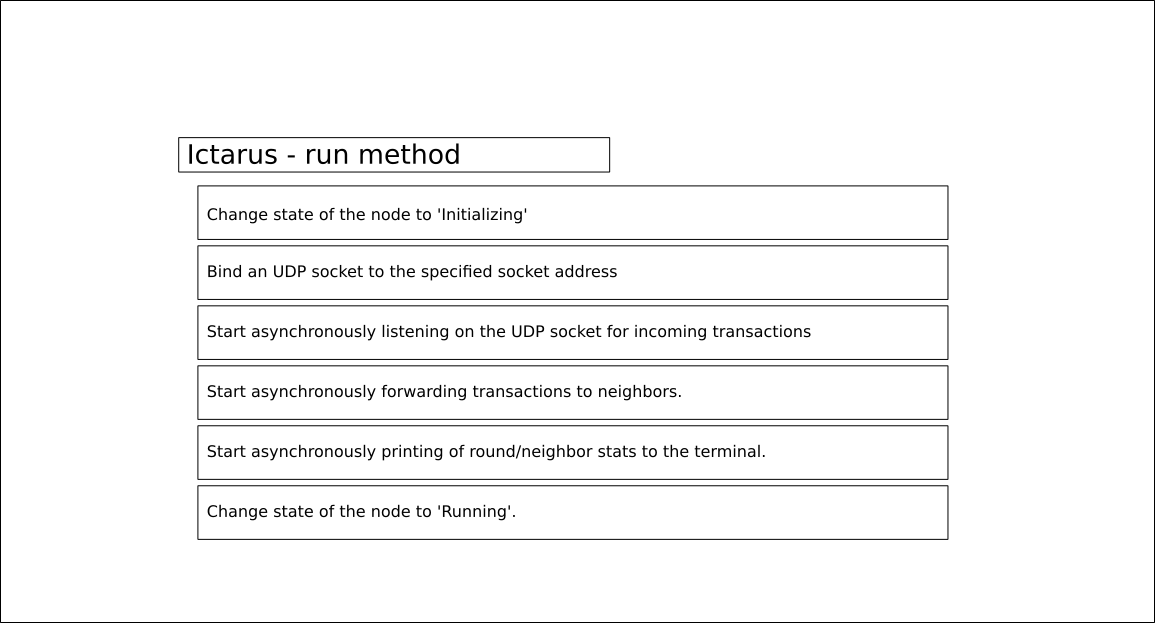 Ictarus - run method
Change state of the node to 'Initializing'
Bind an UDP socket to the specified socket address
Start asynchronously listening on the UDP socket for incoming transactions
Start asynchronously forwarding transactions to neighbors.
Start asynchronously printing of round/neighbor stats to the terminal.
Change state of the node to 'Running'.